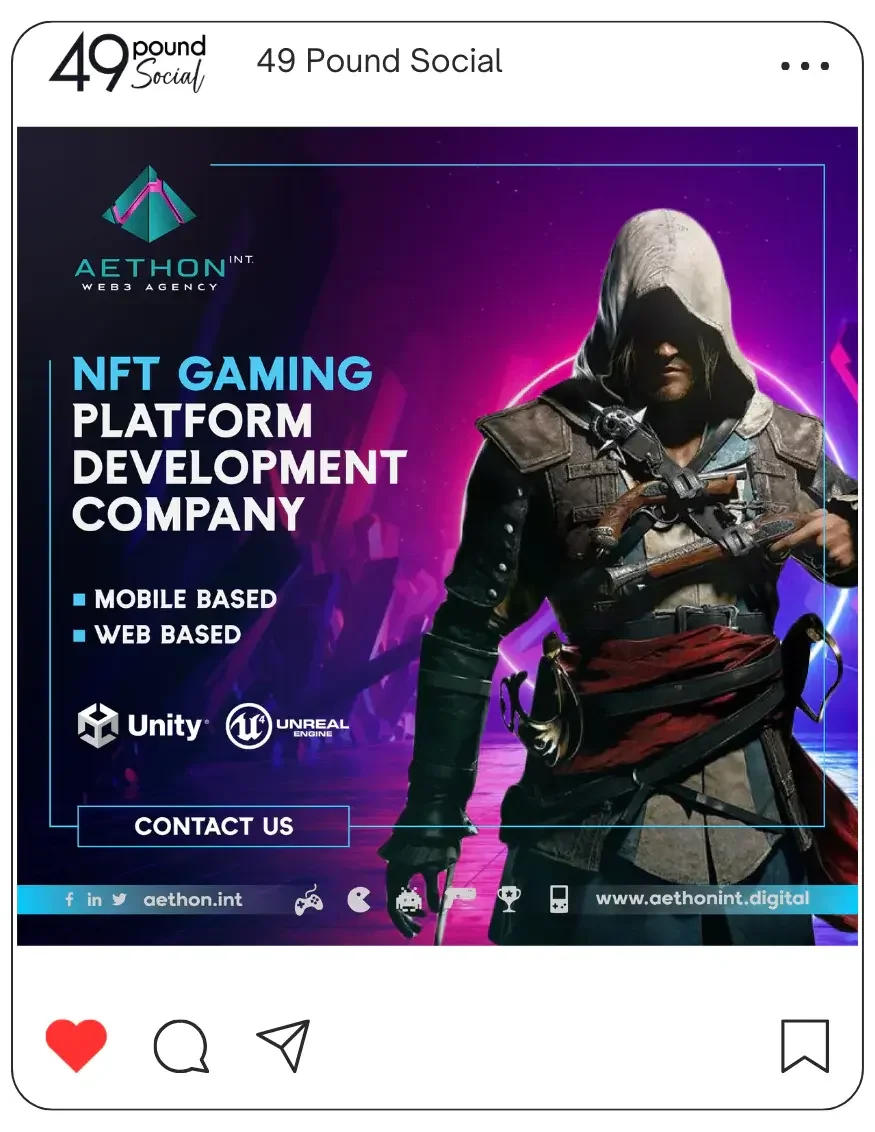 49 pound
Social
49 Pound Social
AETHON INT.
WEB3 AGENCY
NFT GAMING
PLATFORM
DEVELOPMENT
COMPANY
MOBILE BASED
WEB BASED
Unity
U4 UNREAL
ENGINE
CONTACT US
f in aethon.int
www.aethonint.digital